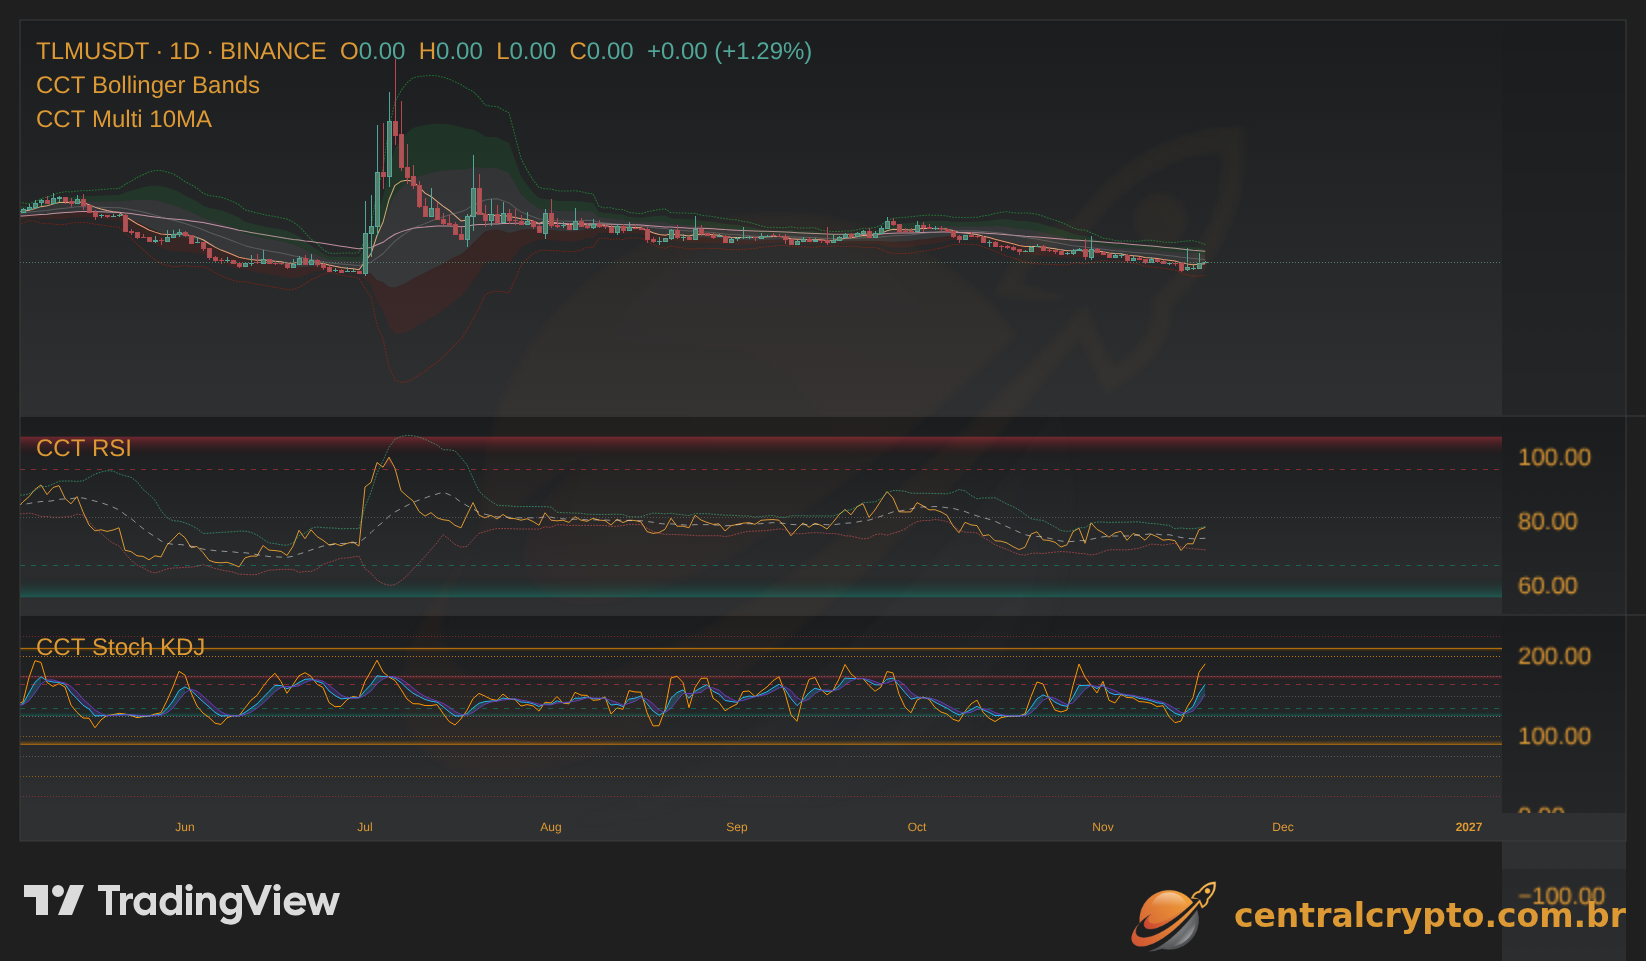 TLMUSDT · 1D · BINANCE O0.00 H0.00 L0.00 C0.00 +0.00 (+1.29%)
CCT Bollinger Bands
CCT Multi 10MA
CCT RSI
100.00
80.00
60.00
CCT Stoch KDJ
200.00
100.00
0.00
Jun Jul Aug Sep Oct Nov Dec 2027
−100.00
TradingView
centralcrypto.com.br